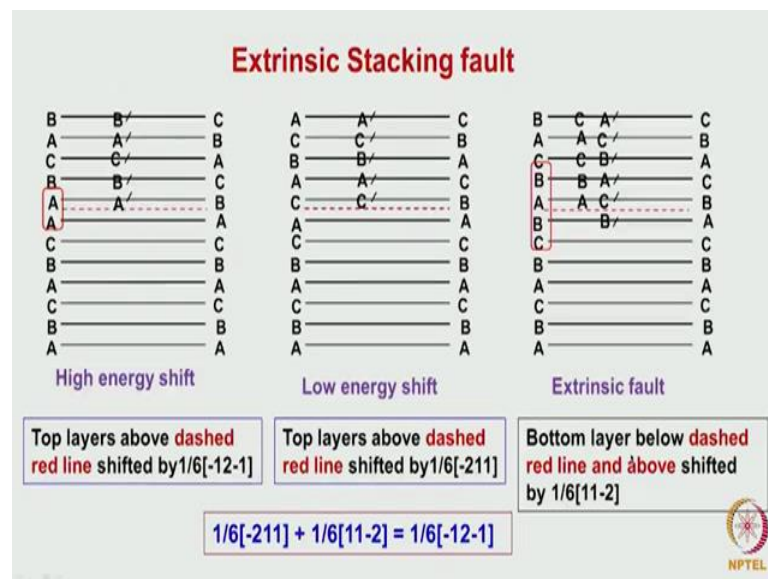 Extrinsic Stacking fault
B B′ C A A′ C B C A′ C
A A′ B C C′ B A A C′ B
C C′ A B B′ A C C B′ A
B B′ C A A′ C B B A′ C
A A′ B C C′ B A A C′ B
A A A A B B′ A
C C C C C C
B B B B B B
A A A A A A
C C C C C C
B B B B B B
A A A A A A
High energy shift Low energy shift Extrinsic fault
Top layers above dashed
red line shifted by1/6[-12-1]
Top layers above dashed
red line shifted by1/6[-211]
Bottom layer below dashed
red line and above shifted
by 1/6[11-2]
1/6[-211] + 1/6[11-2] = 1/6[-12-1]
NPTEL